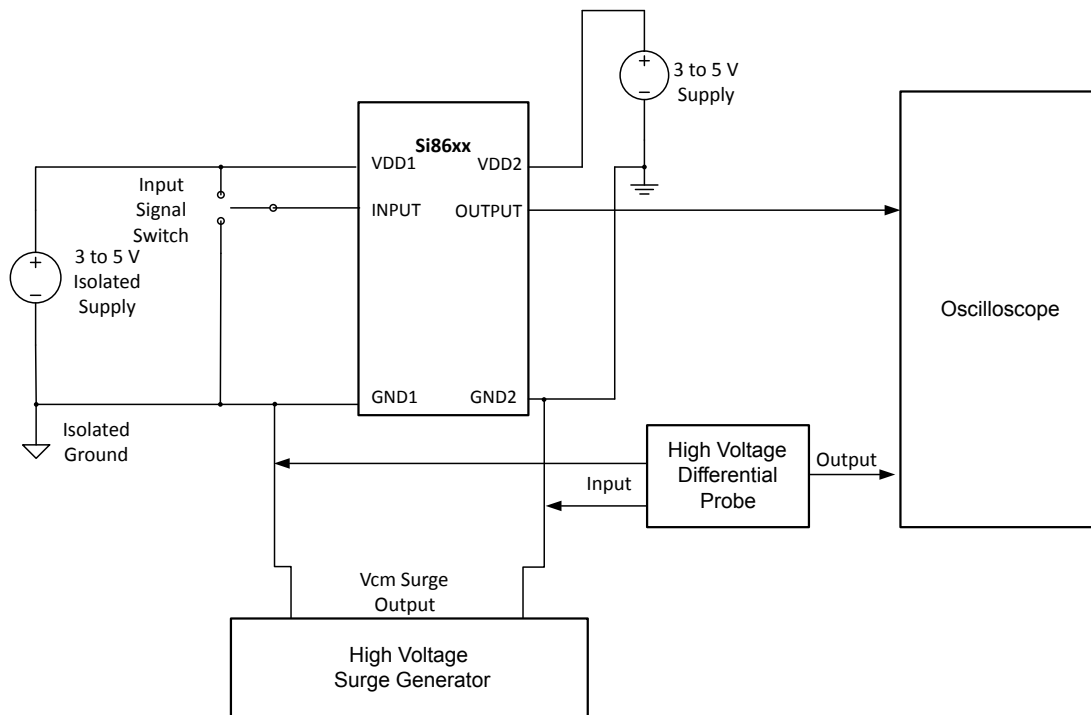 3 to 5 V
Supply
Si86xx
VDD1
VDD2
Input
Signal
Switch
INPUT
OUTPUT
3 to 5 V
Isolated
Supply
Oscilloscope
GND1
GND2
Isolated
Ground
High Voltage
Differential
Probe
Output
Input
Vcm Surge
Output
High Voltage
Surge Generator